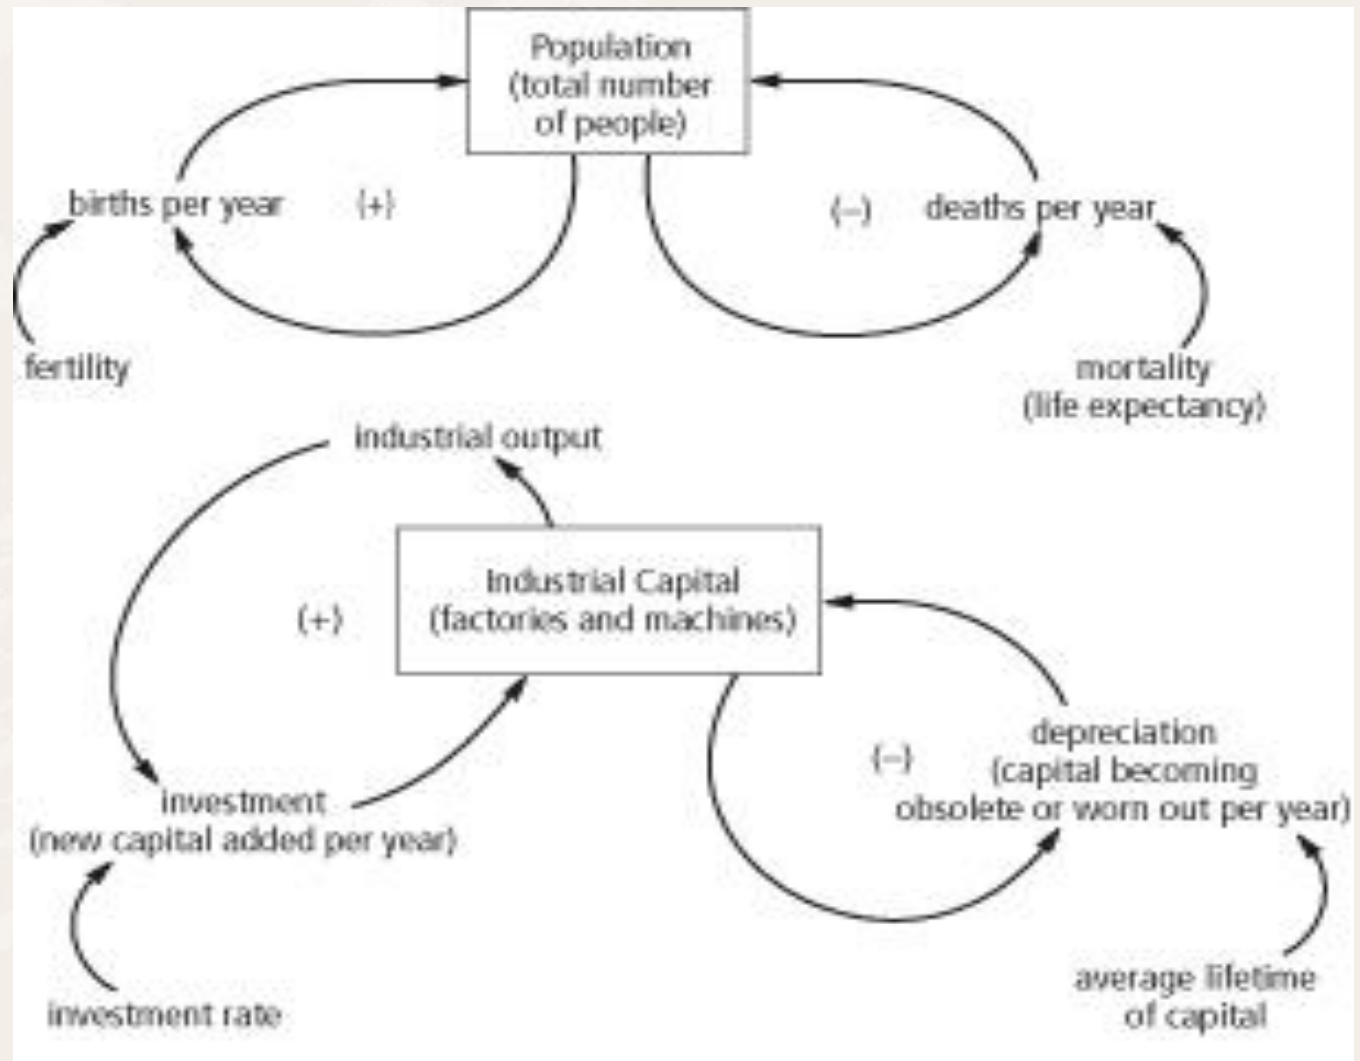 Population
(total number
of people)
births per year
(+)
(−)
deaths per year
fertility
mortality
(life expectancy)
industrial output
Industrial Capital
(factories and machines)
(+)
depreciation
(capital becoming
obsolete or worn out per year)
(−)
investment
(new capital added per year)
average lifetime
of capital
investment rate